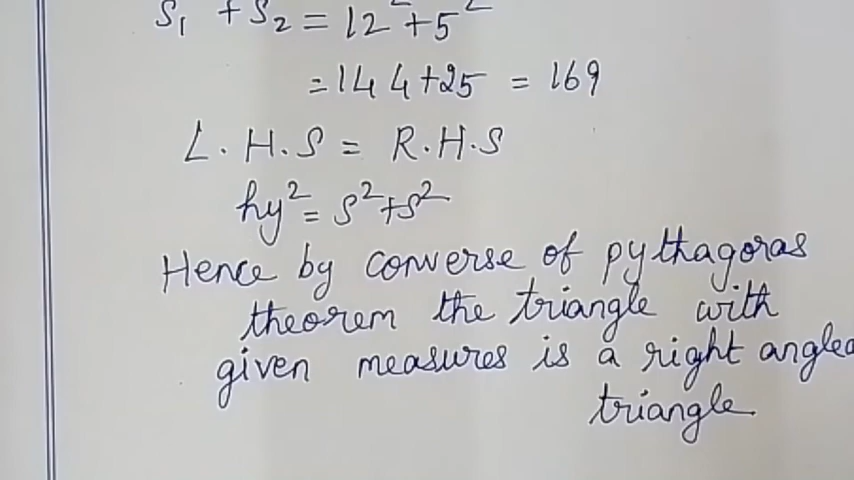 S₁ + S₂ = 12² + 5²
= 144 + 25 = 169
L.H.S = R.H.S
hy² = S² + S²
Hence by converse of pythagoras
theorem the triangle with
given measures is a right angled
triangle